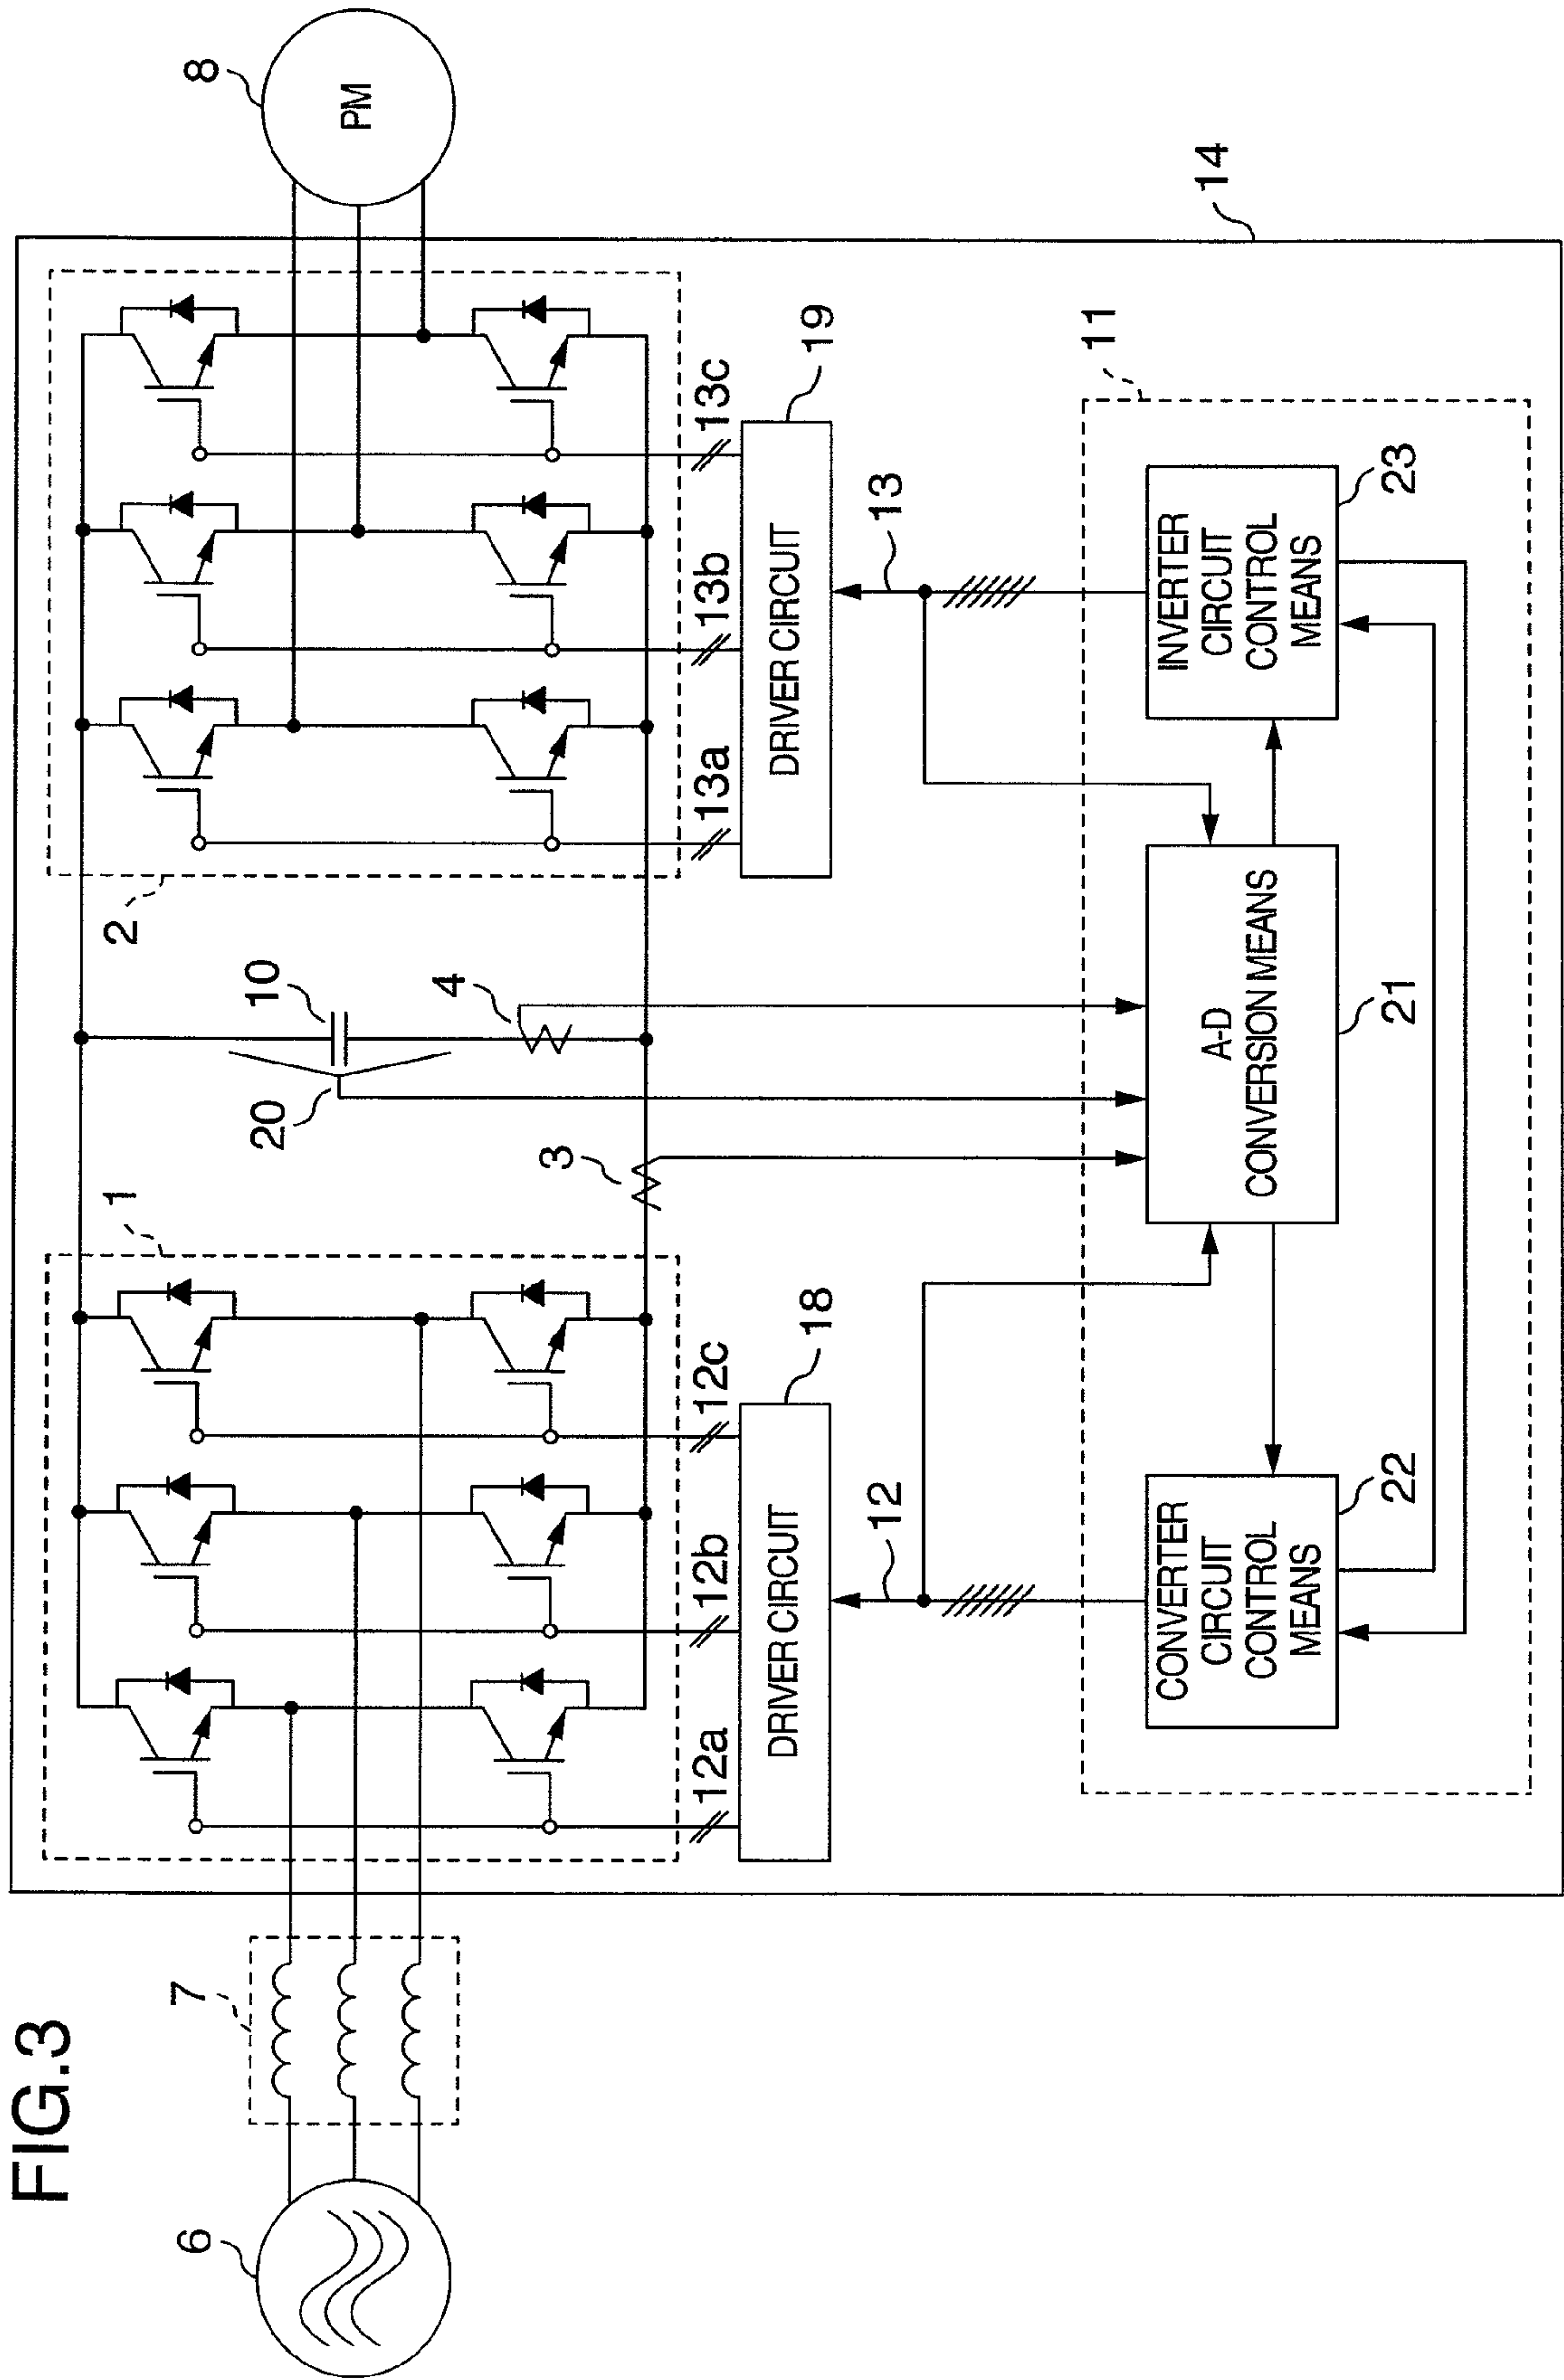 FIG.3
6
7
1
12a
12b
12c
DRIVER CIRCUIT
18
12
3
20
10
4
2
13a
13b
13c
DRIVER CIRCUIT
19
13
8
PM
14
11
CONVERTER
CIRCUIT
CONTROL
MEANS
22
A-D
CONVERSION MEANS
21
INVERTER
CIRCUIT
CONTROL
MEANS
23